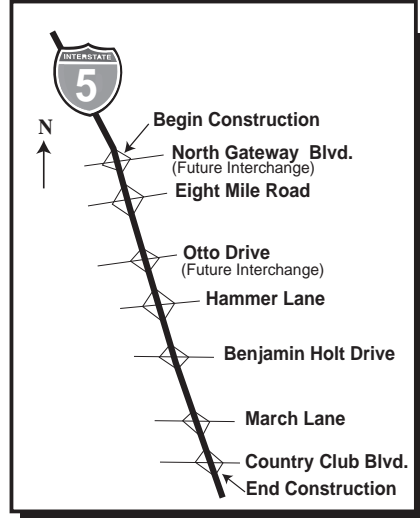 INTERSTATE
5
N
Begin Construction
North Gateway Blvd.
(Future Interchange)
Eight Mile Road
Otto Drive
(Future Interchange)
Hammer Lane
Benjamin Holt Drive
March Lane
Country Club Blvd.
End Construction